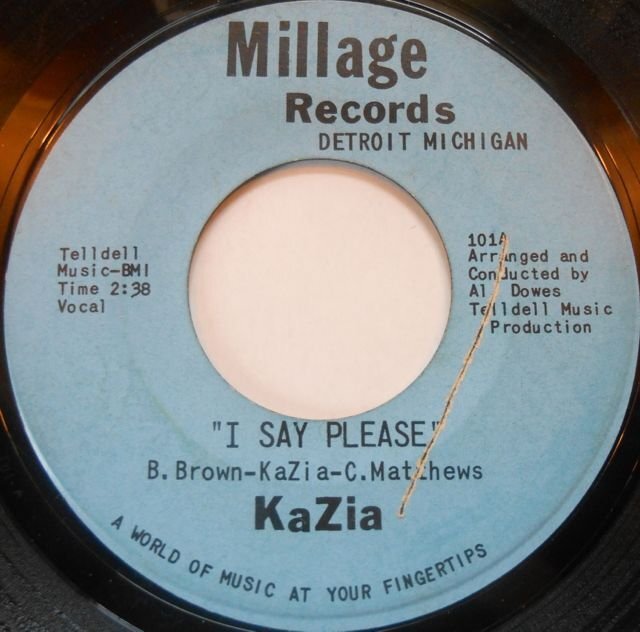 Millage
Records
DETROIT MICHIGAN
Telldell
Music-BMI
Time 2:38
Vocal
101A
Arranged and
Conducted by
Al Dowes
Telldell Music
Production
"I SAY PLEASE"
B. Brown-KaZia-C. Matthews
KaZia
A WORLD OF MUSIC AT YOUR FINGERTIPS